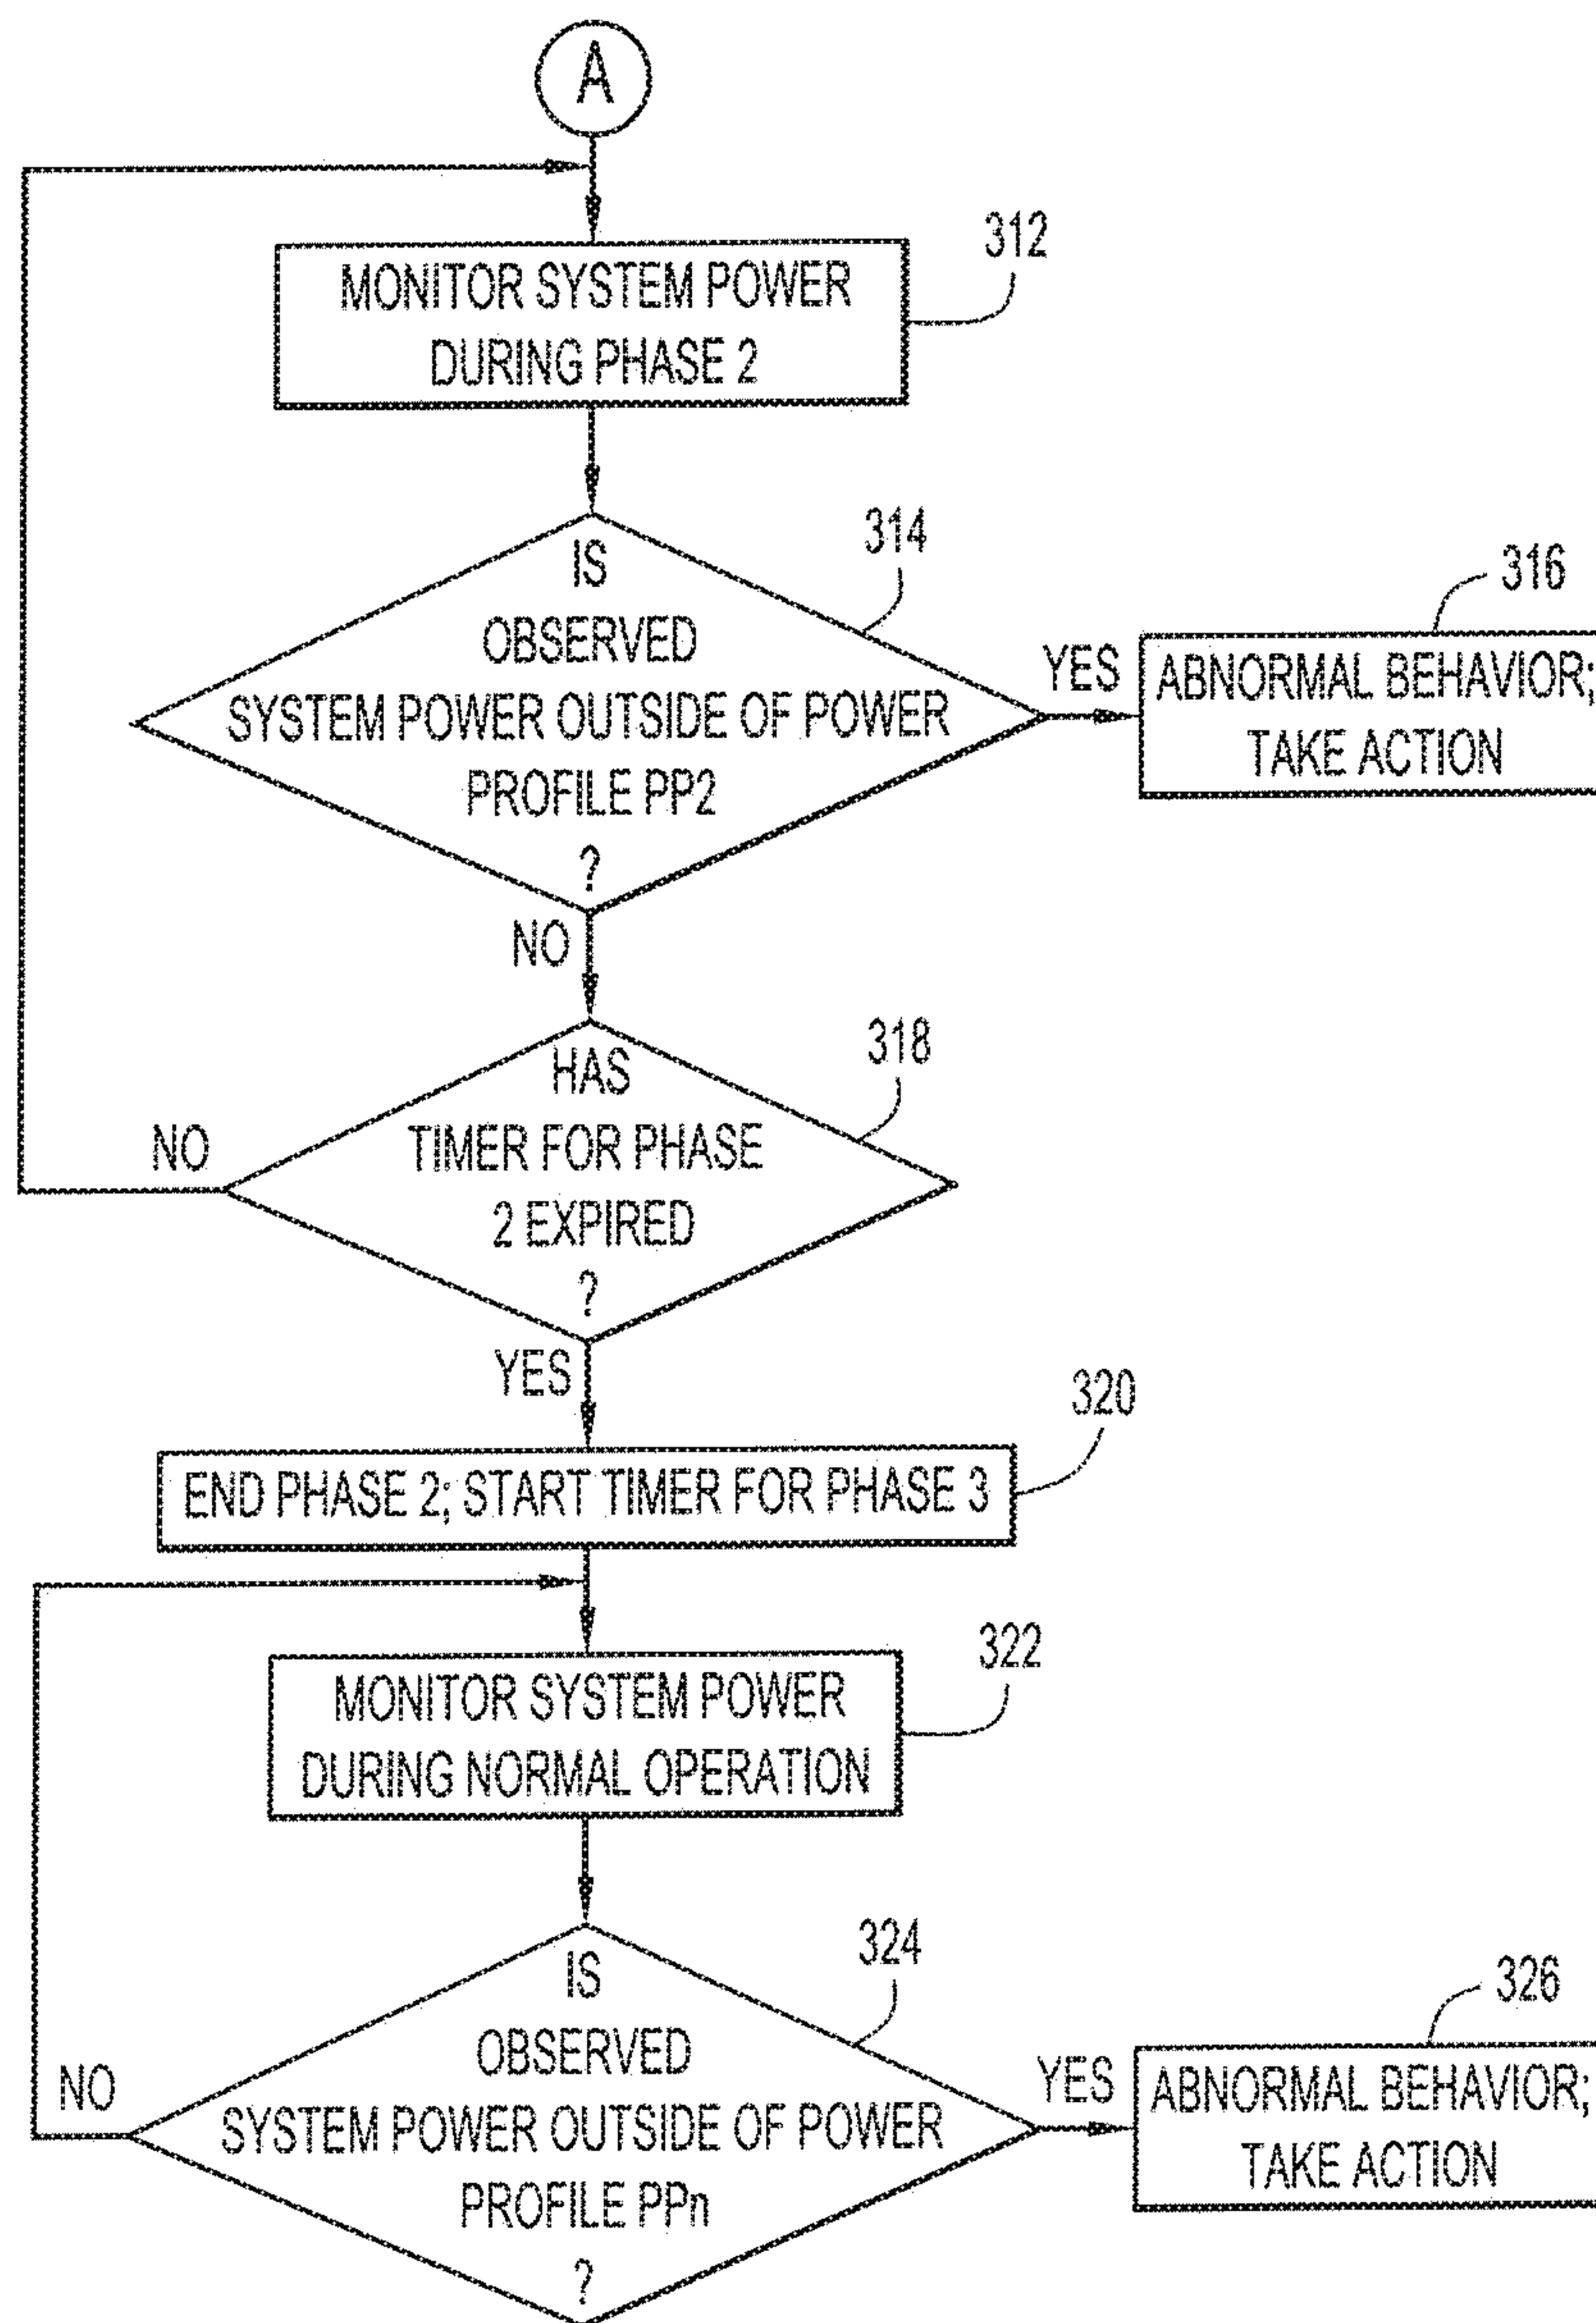 A
312
MONITOR SYSTEM POWER
DURING PHASE 2
314
IS
OBSERVED
SYSTEM POWER OUTSIDE OF POWER
PROFILE PP2
?
YES
316
ABNORMAL BEHAVIOR;
TAKE ACTION
NO
318
HAS
TIMER FOR PHASE
2 EXPIRED
?
NO
YES
320
END PHASE 2; START TIMER FOR PHASE 3
322
MONITOR SYSTEM POWER
DURING NORMAL OPERATION
324
IS
OBSERVED
SYSTEM POWER OUTSIDE OF POWER
PROFILE PPn
?
NO
YES
326
ABNORMAL BEHAVIOR;
TAKE ACTION